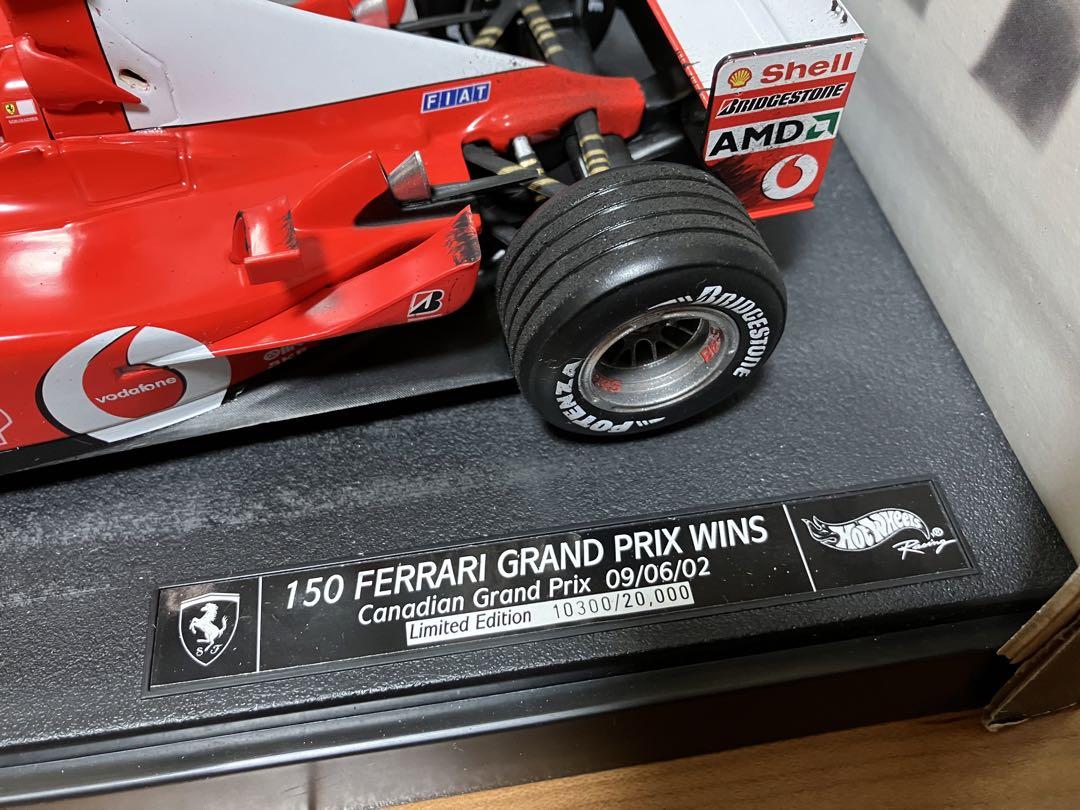 FIAT
Shell
BRIDGESTONE
AMD
SCHUMACHER
B
vodafone
BRIDGESTONE
POTENZA
150 FERRARI GRAND PRIX WINS
Canadian Grand Prix 09/06/02
Limited Edition 10300/20,000
S F
Hot Wheels
Racing